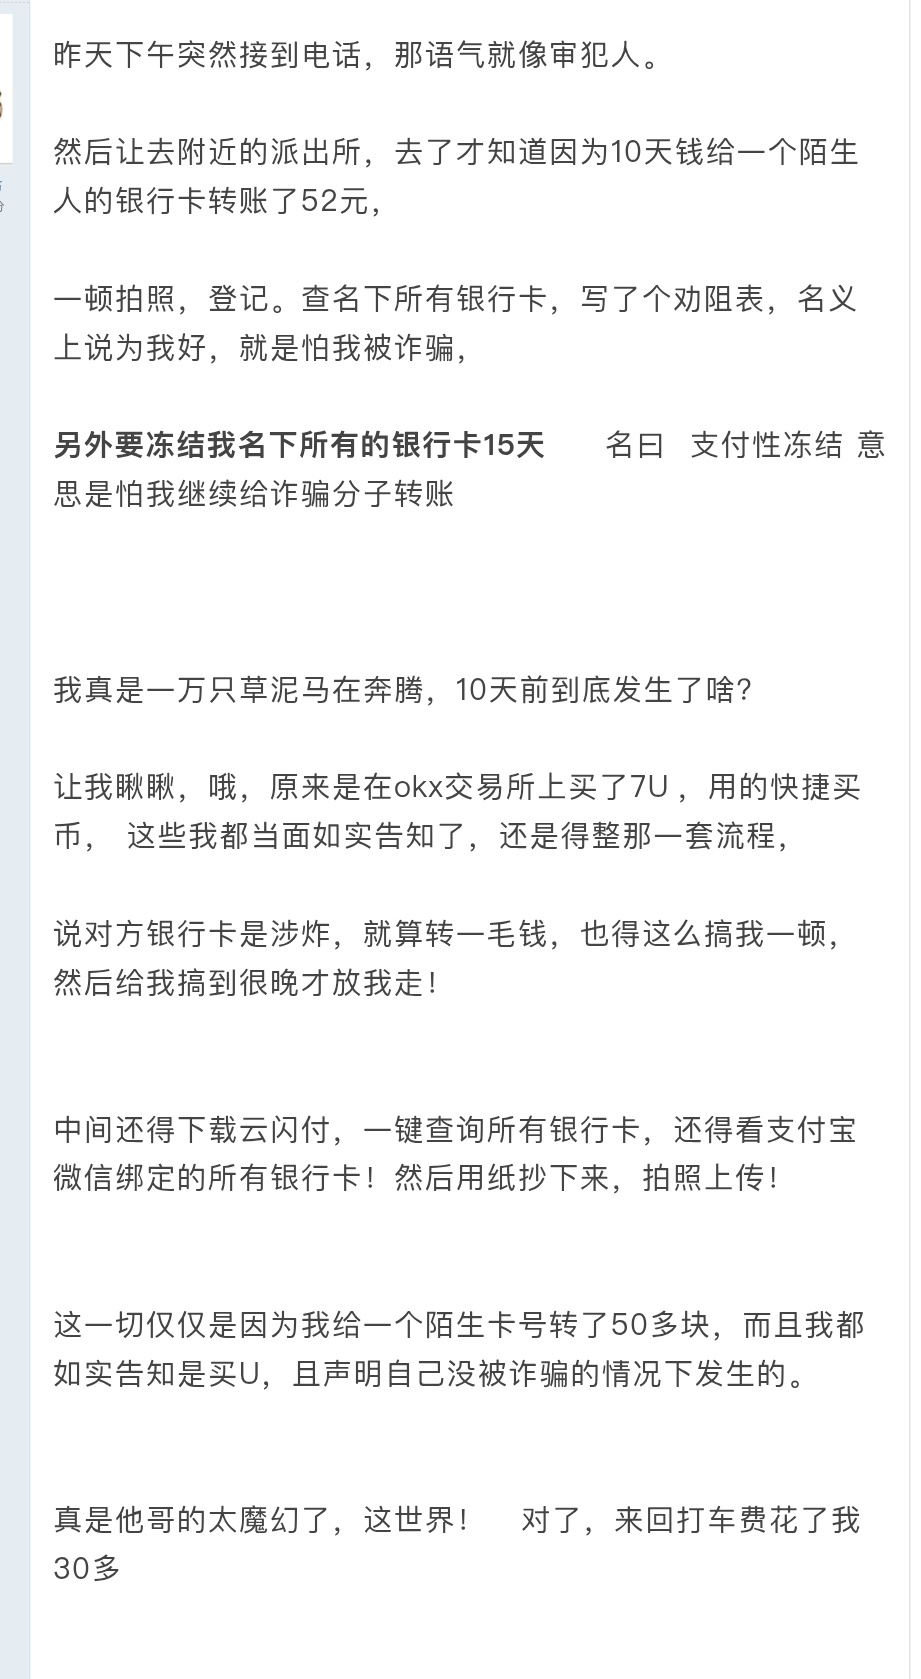 昨天下午突然接到电话，那语气就像审犯人。
然后让去附近的派出所，去了才知道因为10天钱给一个陌生
人的银行卡转账了52元，
一顿拍照，登记。查名下所有银行卡，写了个劝阻表，名义
上说为我好，就是怕我被诈骗，
另外要冻结我名下所有的银行卡15天 名曰 支付性冻结 意
思是怕我继续给诈骗分子转账
我真是一万只草泥马在奔腾，10天前到底发生了啥？
让我瞅瞅，哦，原来是在okx交易所上买了7U ，用的快捷买
币， 这些我都当面如实告知了，还是得整那一套流程，
说对方银行卡是涉炸，就算转一毛钱，也得这么搞我一顿，
然后给我搞到很晚才放我走！
中间还得下载云闪付，一键查询所有银行卡，还得看支付宝
微信绑定的所有银行卡！然后用纸抄下来，拍照上传！
这一切仅仅是因为我给一个陌生卡号转了50多块，而且我都
如实告知是买U，且声明自己没被诈骗的情况下发生的。
真是他哥的太魔幻了，这世界！ 对了，来回打车费花了我
30多